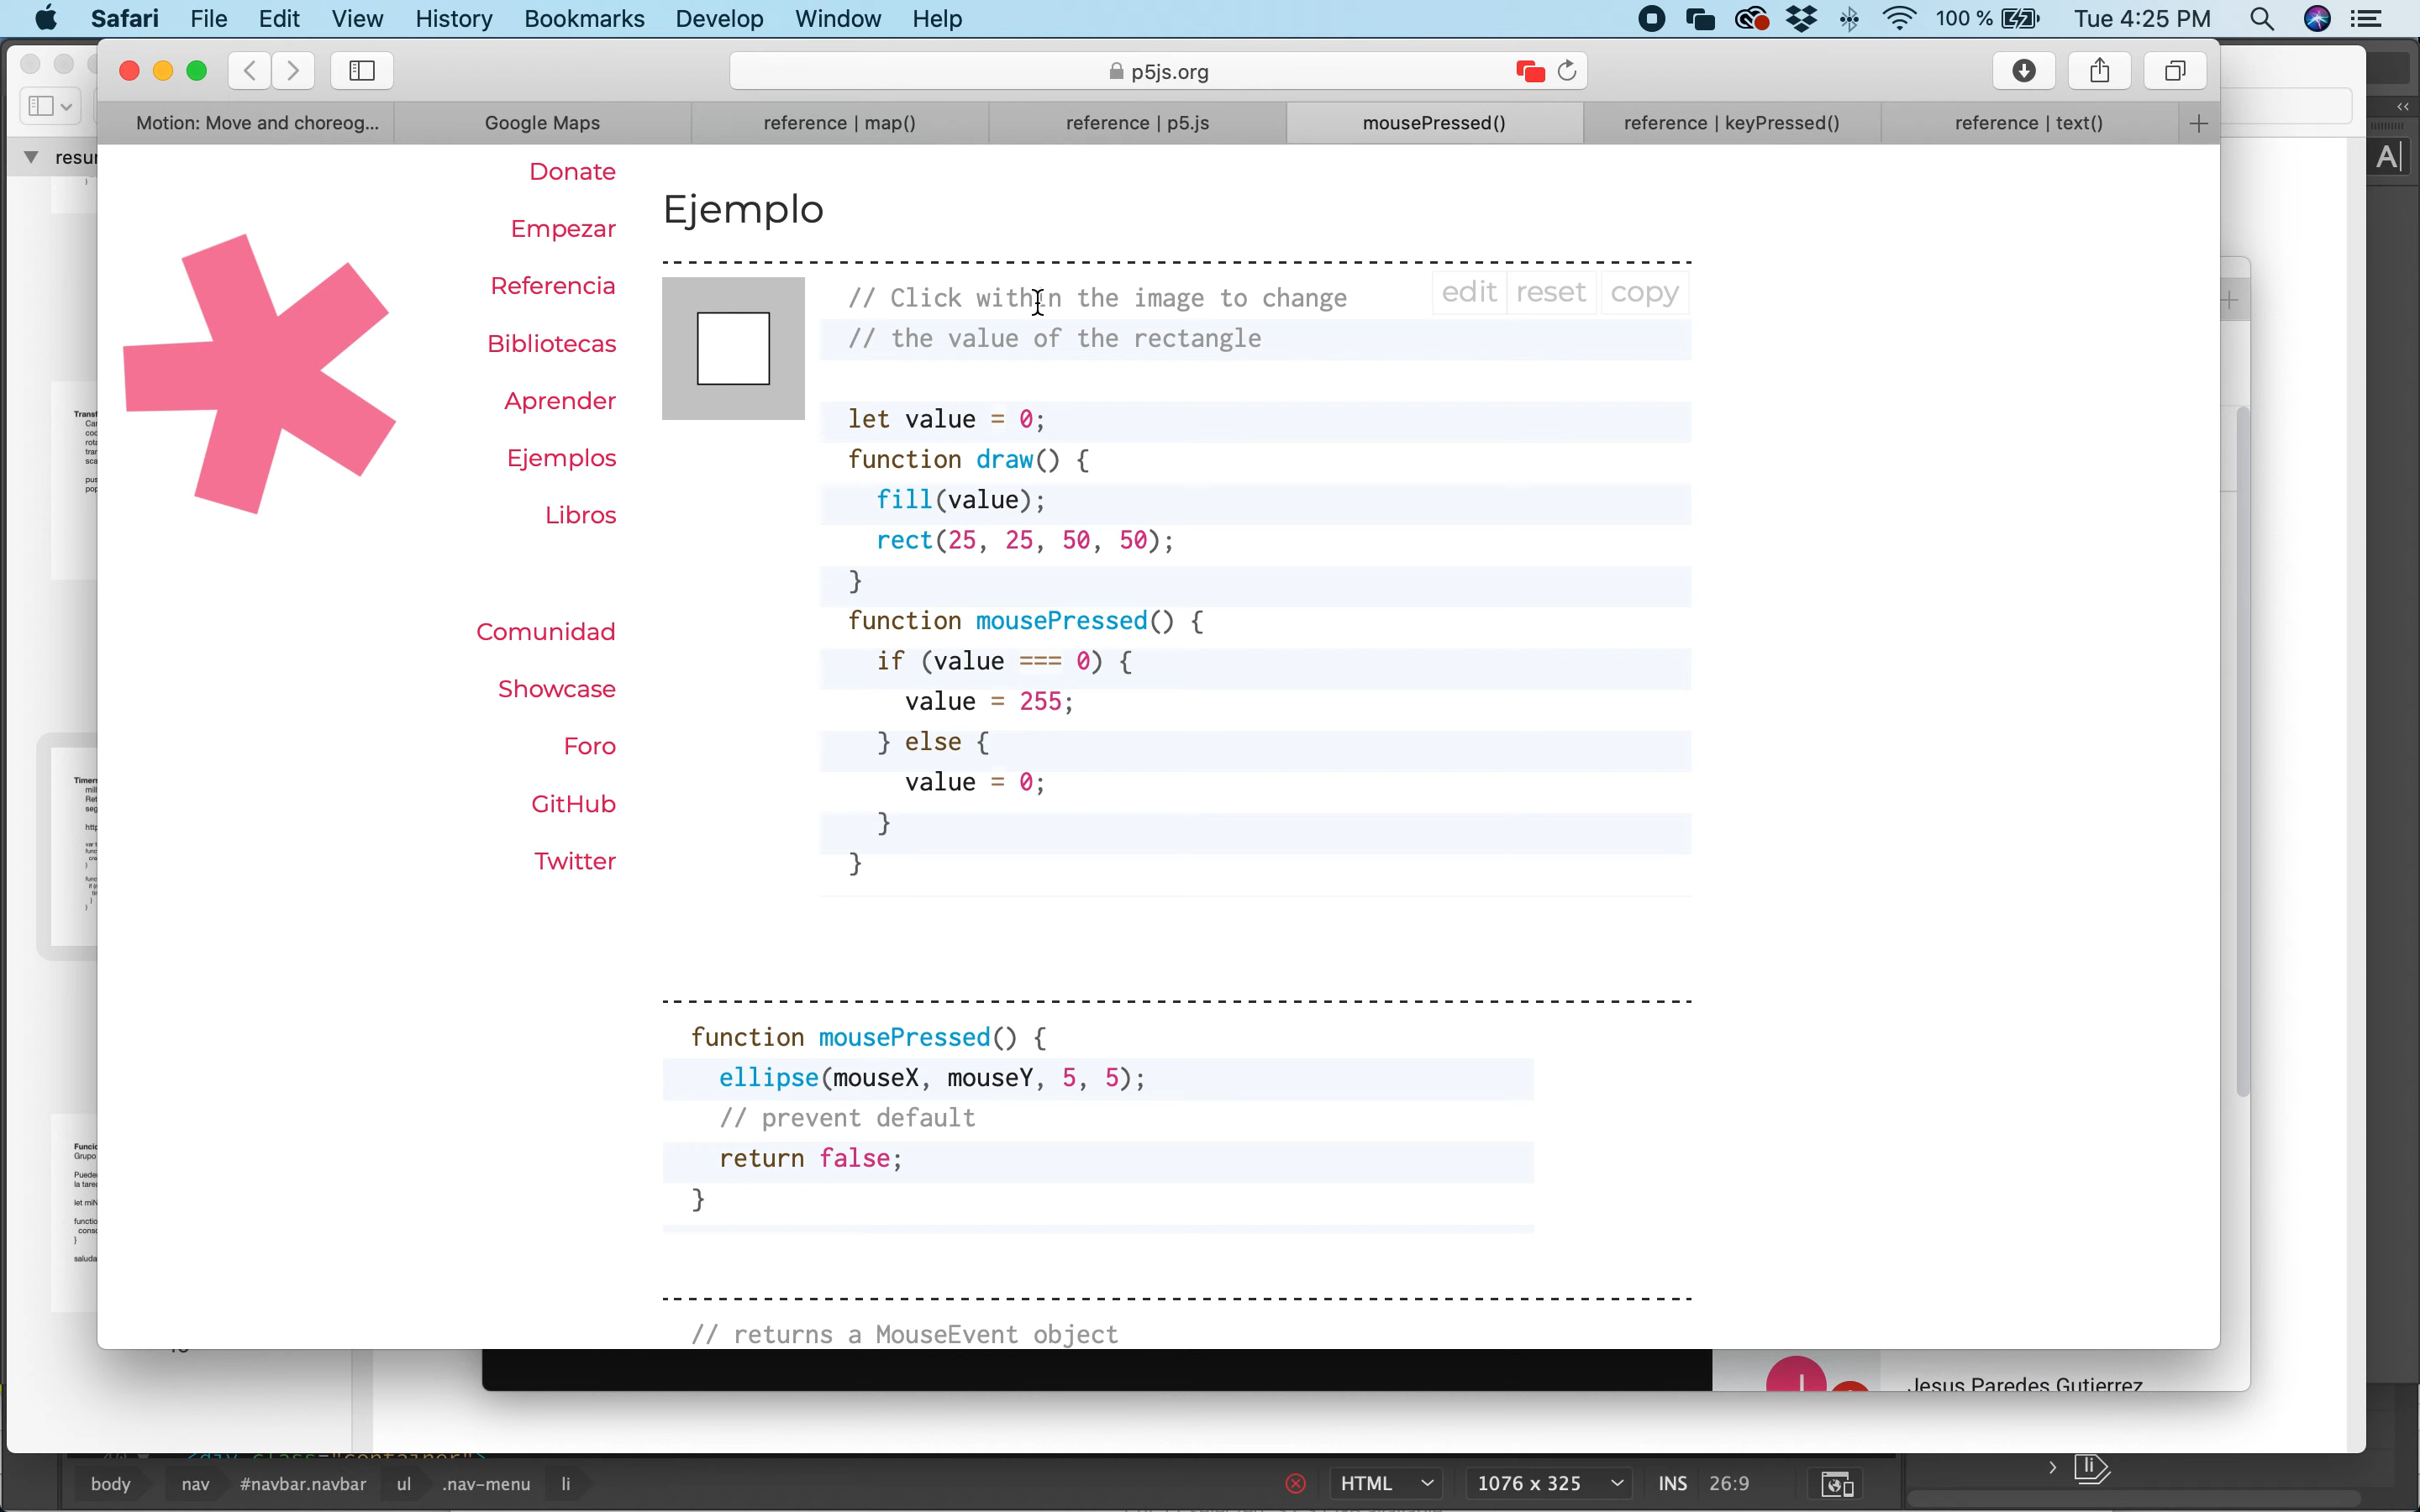 Safari File Edit View History Bookmarks Develop Window Help 100 % Tue 4:25 PM
p5js.org
Motion: Move and choreog... Google Maps reference | map() reference | p5.js mousePressed() reference | keyPressed() reference | text()
Donate
Empezar
Referencia
Bibliotecas
Aprender
Ejemplos
Libros
Comunidad
Showcase
Foro
GitHub
Twitter
Ejemplo
edit reset copy
// Click within the image to change
// the value of the rectangle
let value = 0;
function draw() {
fill(value);
rect(25, 25, 50, 50);
}
function mousePressed() {
if (value === 0) {
value = 255;
} else {
value = 0;
}
}
function mousePressed() {
ellipse(mouseX, mouseY, 5, 5);
// prevent default
return false;
}
// returns a MouseEvent object
Jesus Paredes Gutierrez
body nav #navbar.navbar ul .nav-menu li HTML 1076 x 325 INS 26:9